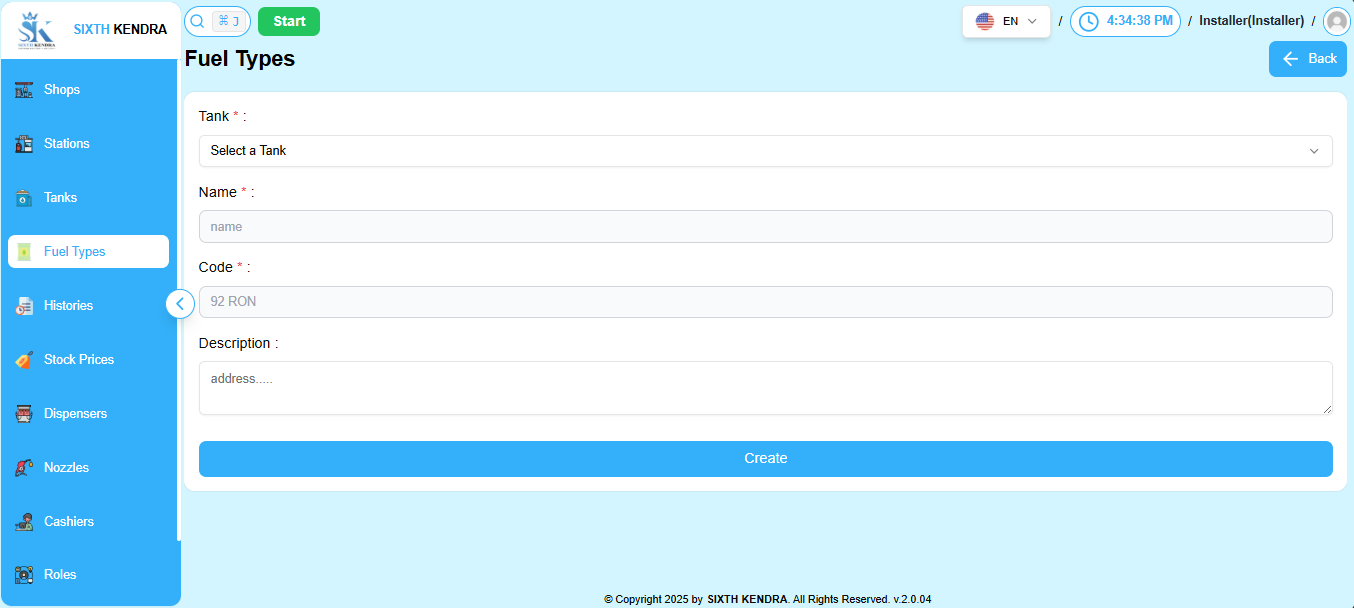 SIXTH KENDRA
SIXTH KENDRA
⌘ J
Start
EN
/
4:34:38 PM
/
Installer(Installer)
/
Fuel Types
Back
Shops
Stations
Tanks
Fuel Types
Histories
Stock Prices
Dispensers
Nozzles
Cashiers
Roles
Tank * :
Select a Tank
Name * :
name
Code * :
92 RON
Description :
address.....
Create
© Copyright 2025 by SIXTH KENDRA. All Rights Reserved. v.2.0.04